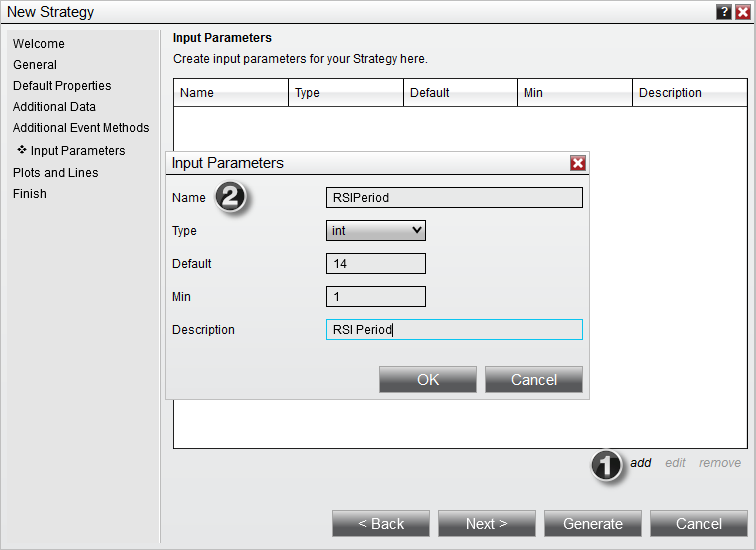 New Strategy ?
Welcome
General
Default Properties
Additional Data
Additional Event Methods
Input Parameters
Plots and Lines
Finish
Input Parameters
Create input parameters for your Strategy here.
Name Type Default Min Description
Input Parameters
Name 2 RSIPeriod
Type int
Default 14
Min 1
Description RSI Period
OK Cancel
1 add edit remove
< Back Next > Generate Cancel